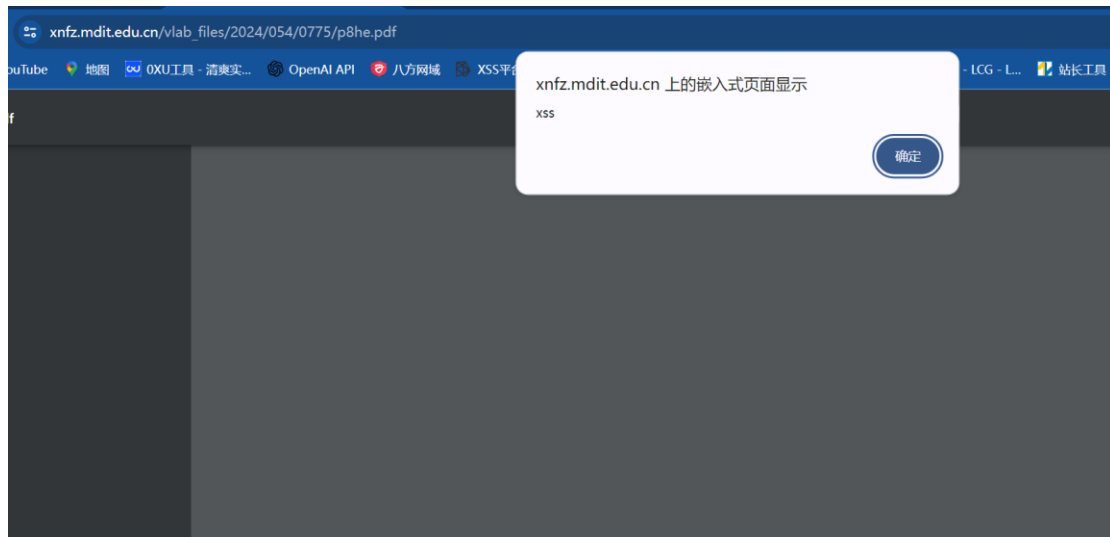 xnfz.mdit.edu.cn/vlab_files/2024/054/0775/p8he.pdf
ouTube 地图 0XU工具 - 清爽实... OpenAI API 八方网域 XSS平台 - LCG - L... 站长工具
xnfz.mdit.edu.cn 上的嵌入式页面显示
xss
确定
f